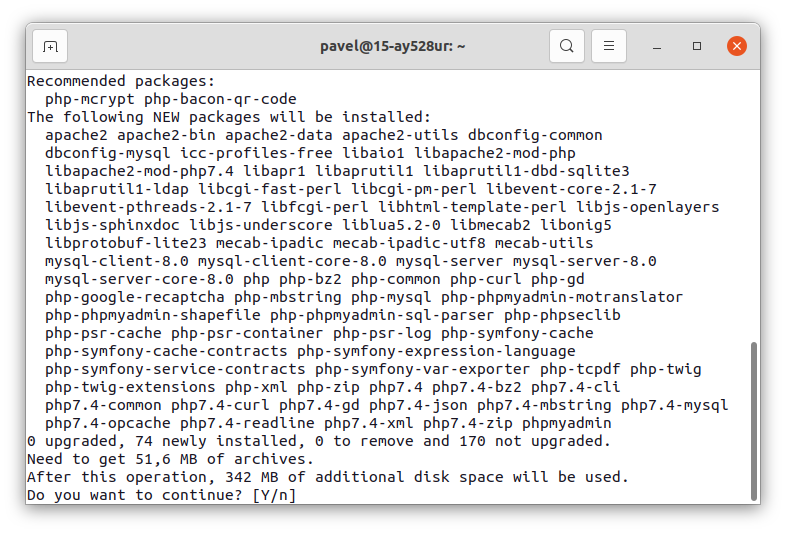 pavel@15-ay528ur: ~
Recommended packages:
php-mcrypt php-bacon-qr-code
The following NEW packages will be installed:
apache2 apache2-bin apache2-data apache2-utils dbconfig-common
dbconfig-mysql icc-profiles-free libaio1 libapache2-mod-php
libapache2-mod-php7.4 libapr1 libaprutil1 libaprutil1-dbd-sqlite3
libaprutil1-ldap libcgi-fast-perl libcgi-pm-perl libevent-core-2.1-7
libevent-pthreads-2.1-7 libfcgi-perl libhtml-template-perl libjs-openlayers
libjs-sphinxdoc libjs-underscore liblua5.2-0 libmecab2 libonig5
libprotobuf-lite23 mecab-ipadic mecab-ipadic-utf8 mecab-utils
mysql-client-8.0 mysql-client-core-8.0 mysql-server mysql-server-8.0
mysql-server-core-8.0 php php-bz2 php-common php-curl php-gd
php-google-recaptcha php-mbstring php-mysql php-phpmyadmin-motranslator
php-phpmyadmin-shapefile php-phpmyadmin-sql-parser php-phpseclib
php-psr-cache php-psr-container php-psr-log php-symfony-cache
php-symfony-cache-contracts php-symfony-expression-language
php-symfony-service-contracts php-symfony-var-exporter php-tcpdf php-twig
php-twig-extensions php-xml php-zip php7.4 php7.4-bz2 php7.4-cli
php7.4-common php7.4-curl php7.4-gd php7.4-json php7.4-mbstring php7.4-mysql
php7.4-opcache php7.4-readline php7.4-xml php7.4-zip phpmyadmin
0 upgraded, 74 newly installed, 0 to remove and 170 not upgraded.
Need to get 51,6 MB of archives.
After this operation, 342 MB of additional disk space will be used.
Do you want to continue? [Y/n]